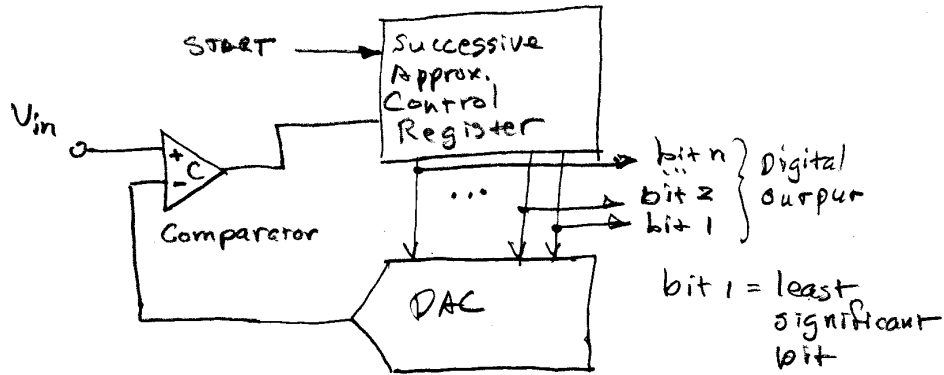 START
Successive
Approx.
Control
Register
Vin
+
C
-
Comparator
...
bit n
...
bit 2
bit 1
Digital
output
DAC
bit 1 = least
significant
bit